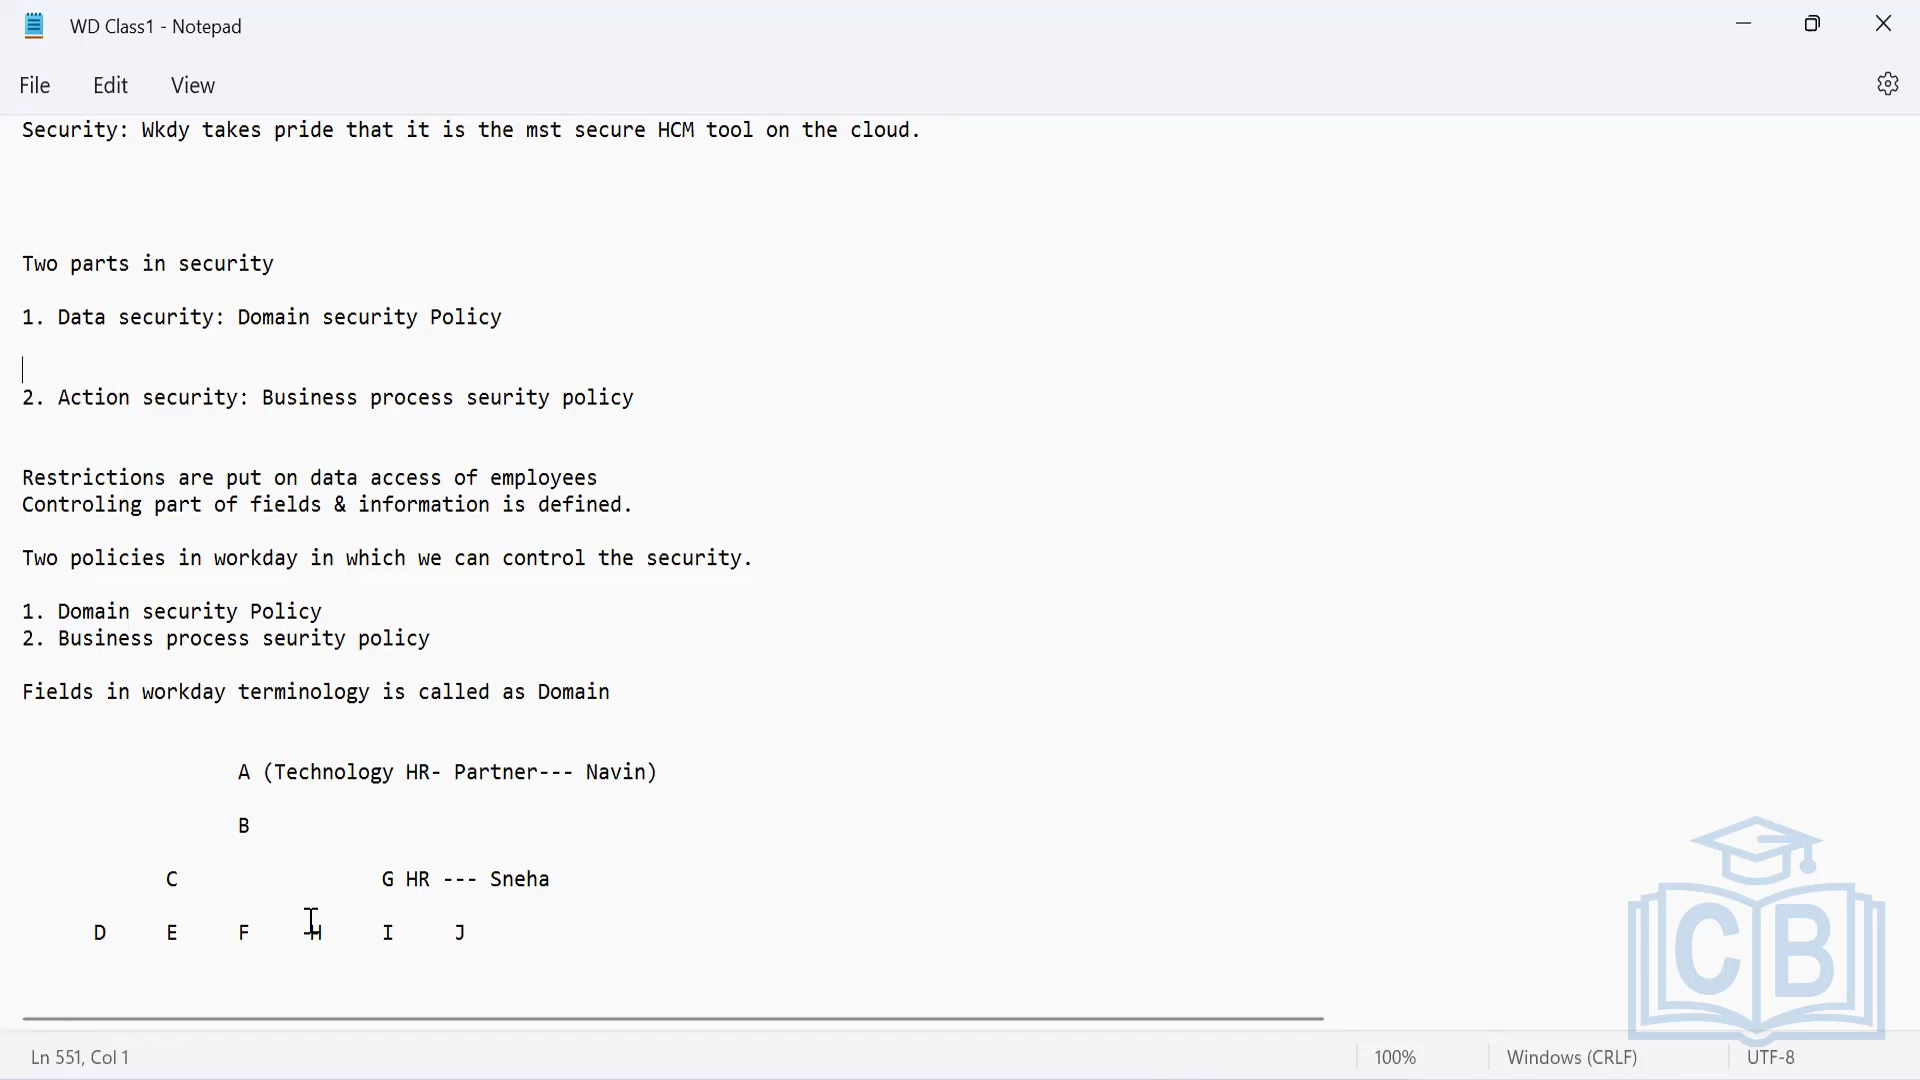 WD Class1 - Notepad
File Edit View
Security: Wkdy takes pride that it is the mst secure HCM tool on the cloud.
Two parts in security
1. Data security: Domain security Policy
2. Action security: Business process seurity policy
Restrictions are put on data access of employees
Controling part of fields & information is defined.
Two policies in workday in which we can control the security.
1. Domain security Policy
2. Business process seurity policy
Fields in workday terminology is called as Domain
A (Technology HR- Partner--- Navin)
B
C G HR --- Sneha
D E F H I J
CB
Ln 551, Col 1 100% Windows (CRLF) UTF-8